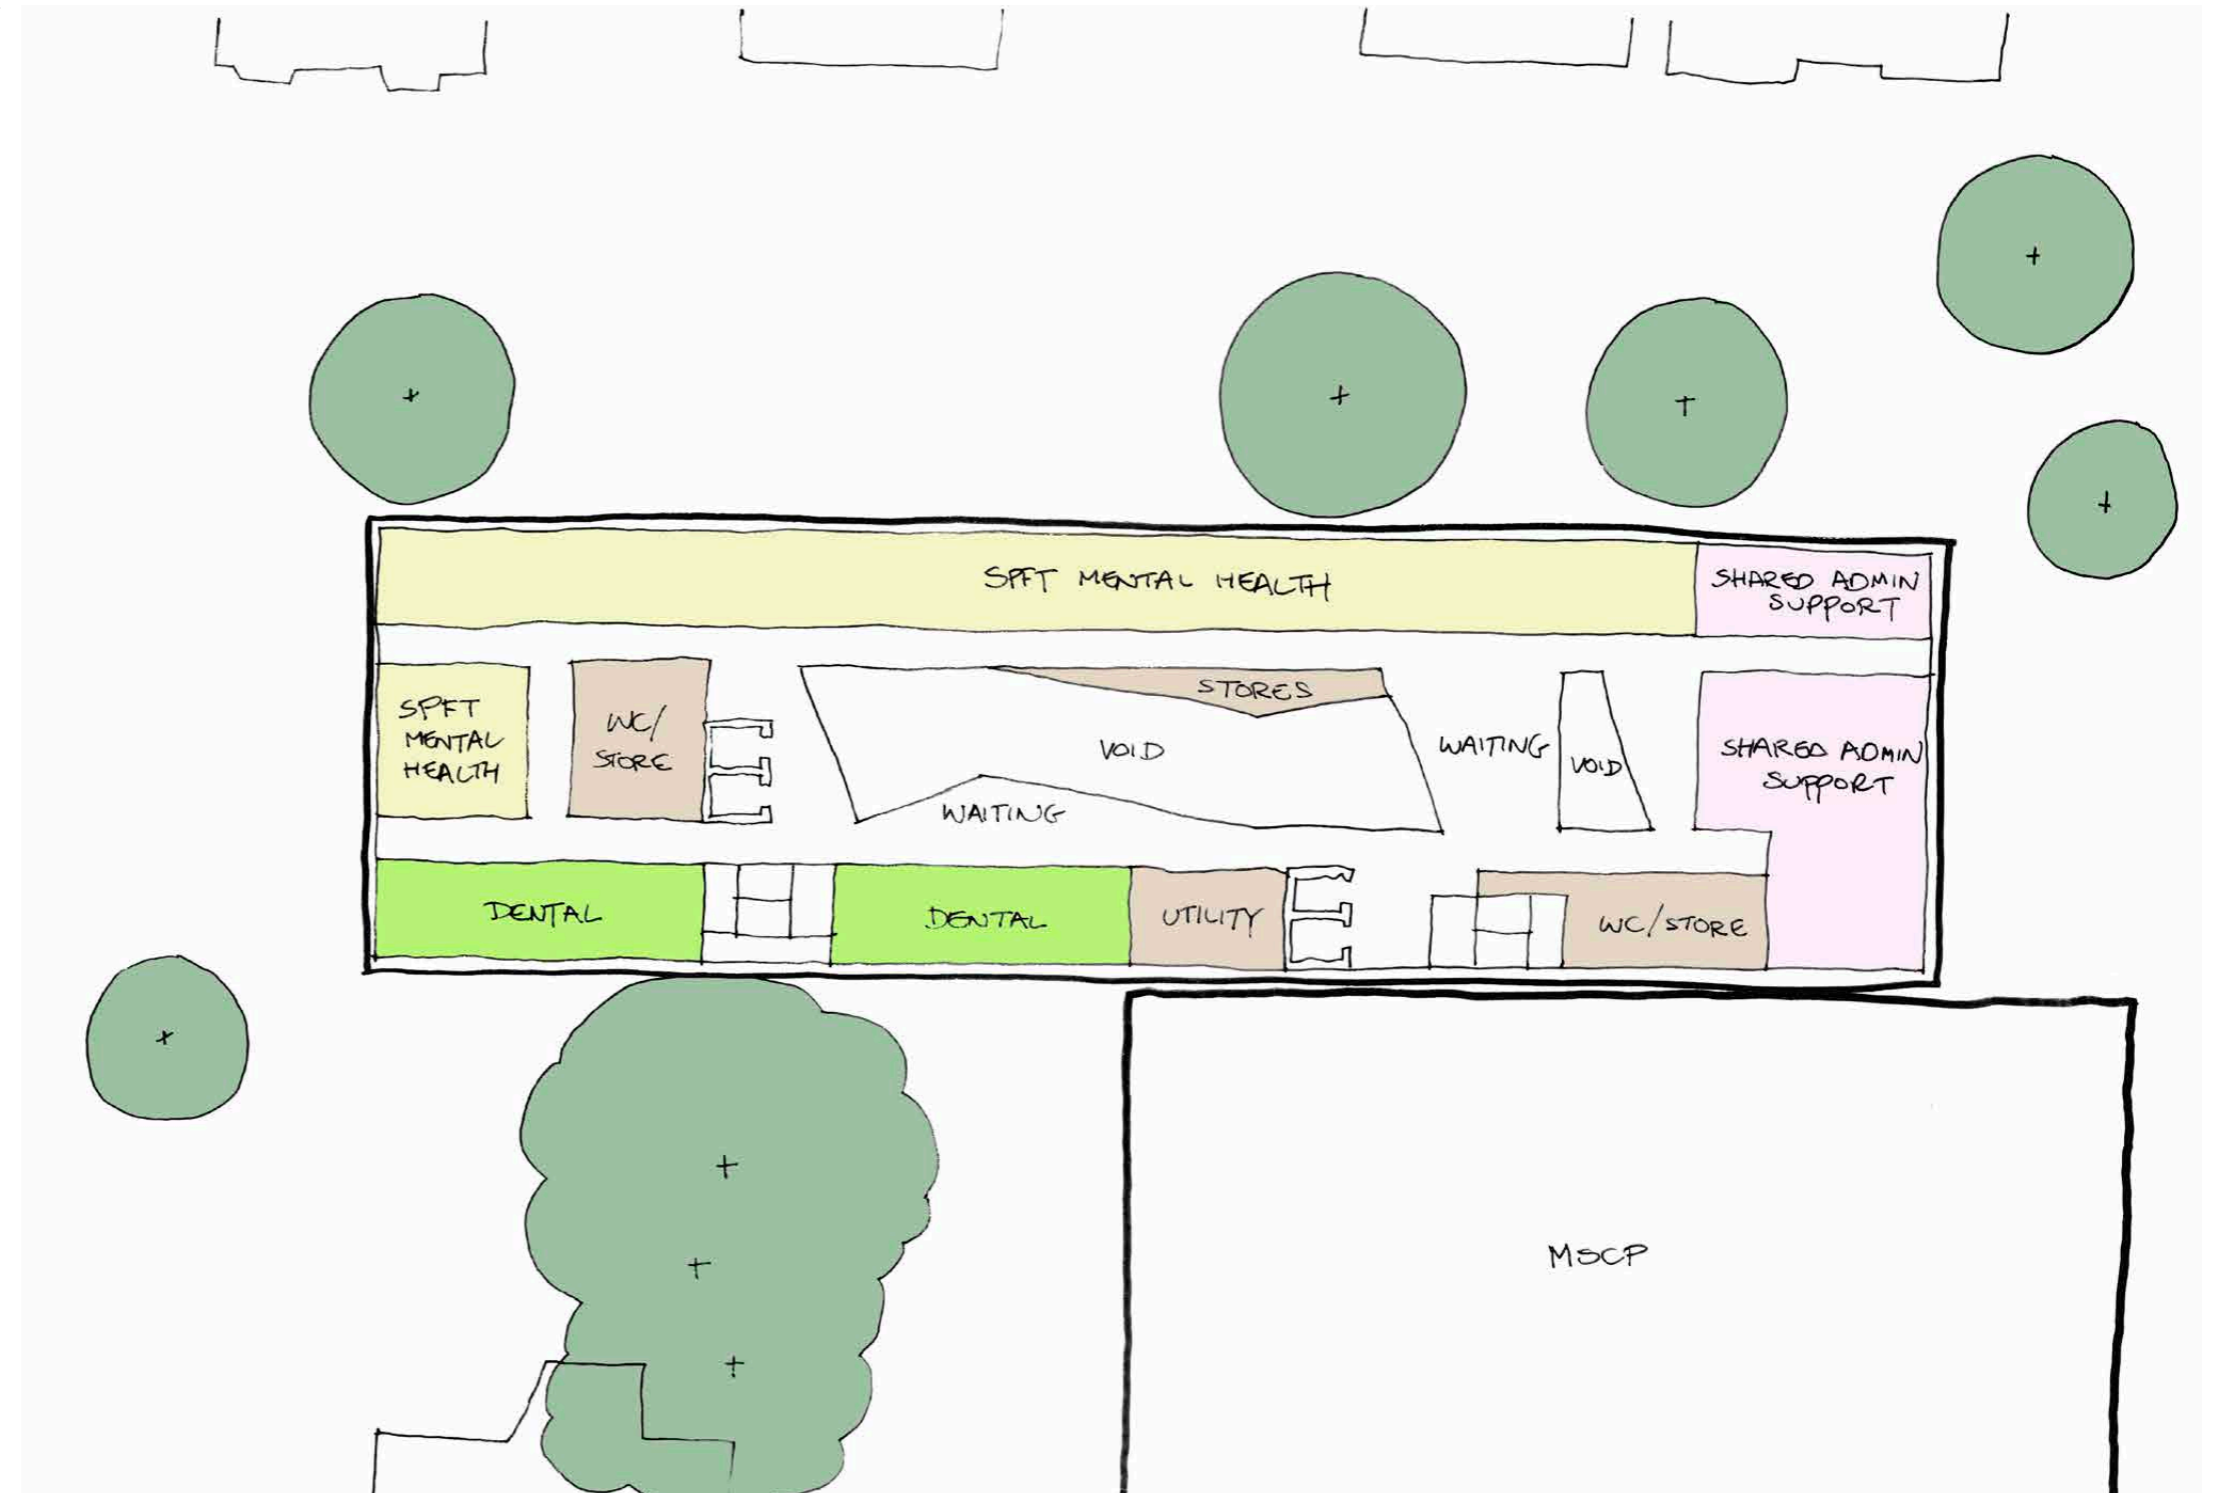 SPFT MENTAL HEALTH
SHARED ADMIN
SUPPORT
SPFT
MENTAL
HEALTH
WC/
STORE
STORES
VOID
WAITING
WAITING
VOID
SHARED ADMIN
SUPPORT
DENTAL
DENTAL
UTILITY
WC/STORE
MSCP